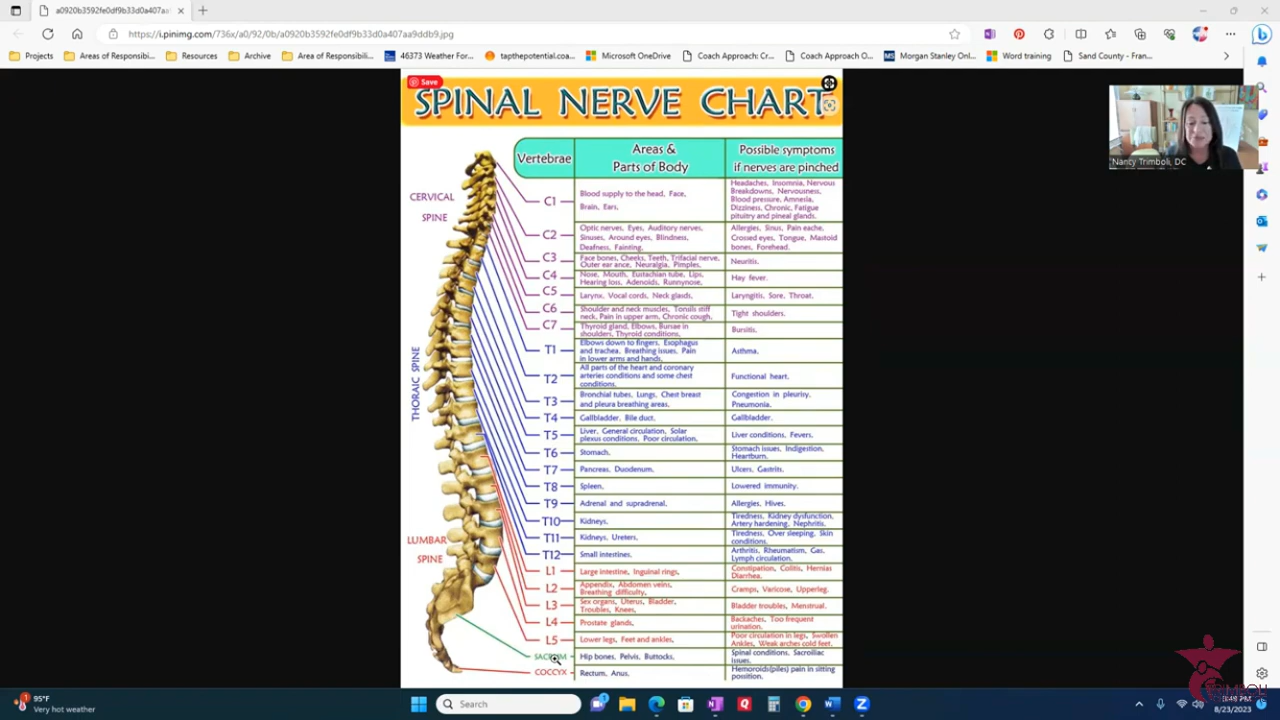 a0920b3592fe0df9b33d0a407aa
https://i.pinimg.com/736x/a0/92/0b/a0920b3592fe0df9b33d0a407aa9ddb9.jpg
Projects
Areas of Responsibili...
Resources
Archive
Area of Responsibili...
46373 Weather For...
tapthepotential.coa...
Microsoft OneDrive
Coach Approach: Cr...
Coach Approach O...
Morgan Stanley Onl...
Word training
Sand County - Fran...
Save
SPINAL NERVE CHART
Nancy Trimboli, DC
Vertebrae
Areas &
Parts of Body
Possible symptoms
if nerves are pinched
CERVICAL
SPINE
THORAIC SPINE
LUMBAR
SPINE
C1
Blood supply to the head, Face,
Brain, Ears,
Headaches, Insomnia, Nervous
Breakdowns, Nervousness,
Blood pressure, Amnesia,
Dizziness, Chronic, Fatigue
pituirty and pineal glands.
C2
Optic nerves, Eyes, Auditory nerves,
Sinuses, Around eyes, Blindness,
Deafness, Fainting,
Allergies, Sinus, Pain eache,
Crossed eyes, Tongue, Mastoid
bones, Forehead.
C3
Face bones, Cheeks, Teeth, Trifacial nerve,
Outer ear ance, Neuralgia, Pimples,
Neuritis.
C4
Nose, Mouth, Eustachian tube, Lips,
Hearing loss, Adenoids, Runnynose,
Hay fever.
C5
Larynx, Vocal cords, Neck glasds,
Laryngitis, Sore, Throat.
C6
Shoulder and neck muscles, Tonsils stiff
neck, Pain in upper arm, Chronic cough,
Tight shoulders.
C7
Thyroid gland, Elbows, Bursae in
shoulders, Thyroid conditions,
Bursitis.
T1
Elbows down to fingers, Esophagus
and trachea, Breathing issues, Pain
in lower arms and hands,
Asthma,
T2
All parts of the heart and coronary
arteries conditions and some chest
conditions,
Functional heart.
T3
Bronchial tubes, Lungs, Chest breast
and pleura breathing areas,
Congestion in pleurisy,
Pneumonia.
T4
Gallbladder, Bile duct,
Gallbladder,
T5
Liver, General circulation, Solar
plexus conditions, Poor circulation,
Liver conditions, Fevers,
T6
Stomach,
Stomach issues, Indigestion,
Heartburn,
T7
Pancreas, Duodenum,
Ulcers, Gastrits.
T8
Spleen,
Lowered immunity.
T9
Adrenal and supradrenal,
Allergies, Hives.
T10
Kidneys,
Tiredness, Kidney dysfunction,
Artery hardening, Nephritis,
T11
Kidneys, Ureters,
Tiredness, Over sleeping, Skin
conditions,
T12
Small intestines,
Arthritis, Rheumatism, Gas,
Lymph circulation,
L1
Large intestine, Inguinal rings,
Constipation, Colitis, Hernias
Diarrhea,
L2
Appendix, Abdomen veins,
Breathing difficulty,
Cramps, Varicose, Upperleg.
L3
Sex organs, Uterus, Bladder,
Troubles, Knees,
Bladder troubles, Menstrual.
L4
Prostate glands,
Backaches, Too frequent
urination,
L5
Lower legs, Feet and ankles,
Poor circulation in legs, Swollen
Ankles, Weak arches cold feet.
Hip bones, Pelvis, Buttocks,
Spinal conditions, Sacroiliac
issues.
COCCYX
Rectum, Anus,
Hemoroids(piles) pain in sitting
possition,
1
95°F
Very hot weather
Search
8/23/2023